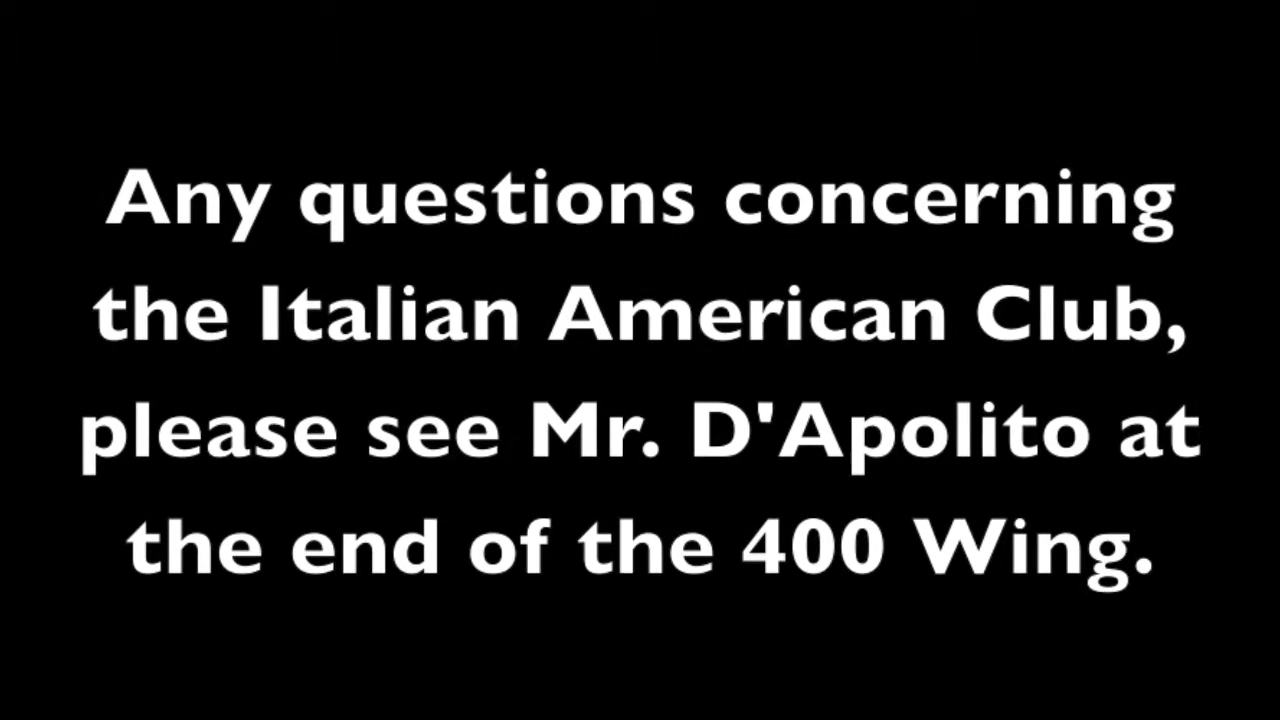 Any questions concerning
the Italian American Club,
please see Mr. D'Apolito at
the end of the 400 Wing.